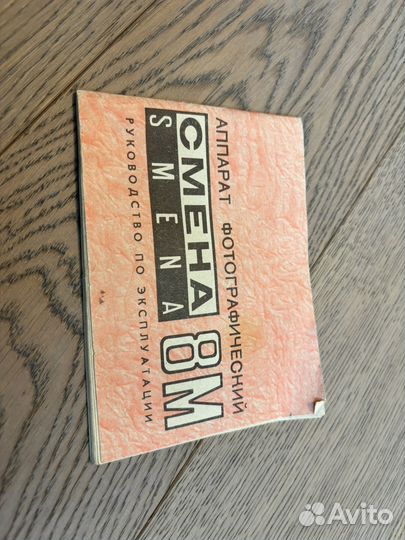 АППАРАТ ФОТОГРАФИЧЕСКИЙ
СМЕНА 8М
SMENA
РУКОВОДСТВО ПО ЭКСПЛУАТАЦИИ
Avito